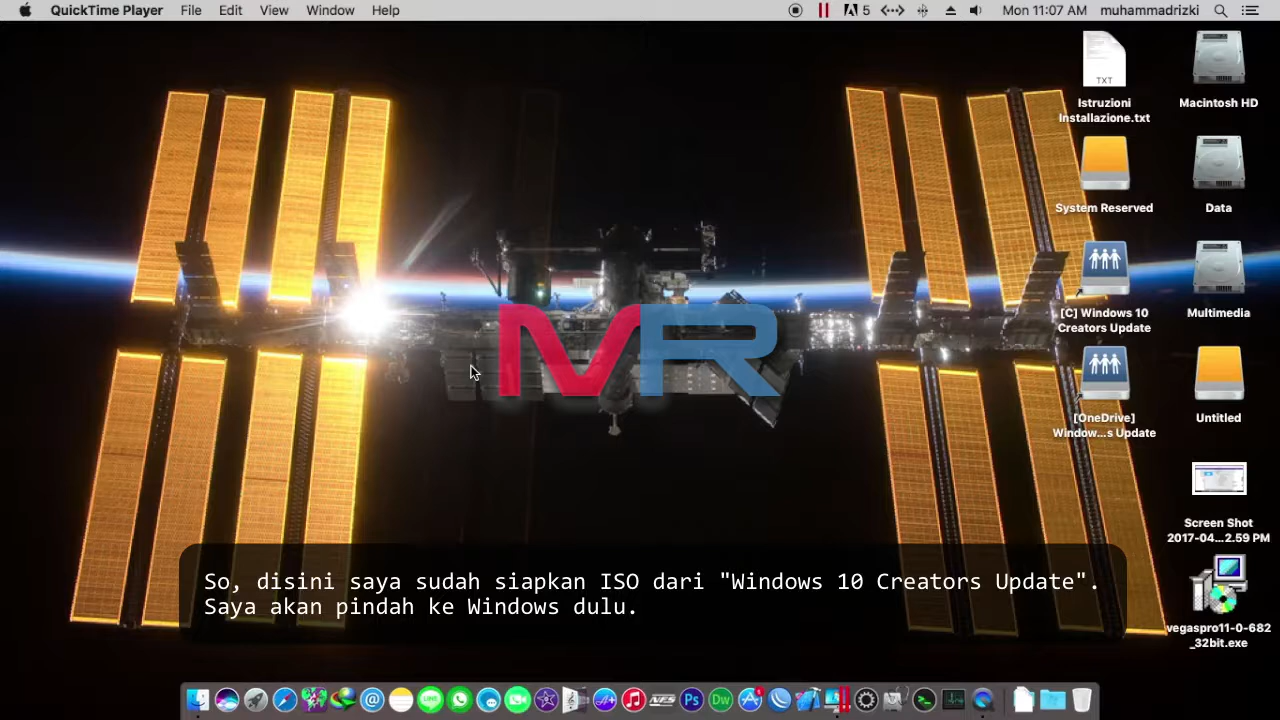 QuickTime Player File Edit View Window Help
5 Mon 11:07 AM muhammadrizki
TXT
Istruzioni
Installazione.txt
Macintosh HD
System Reserved
Data
[C] Windows 10
Creators Update
Multimedia
[OneDrive]
Window...s Update
Untitled
Screen Shot
2017-04...2.59 PM
vegaspro11-0-682
_32bit.exe
MR
So, disini saya sudah siapkan ISO dari "Windows 10 Creators Update".
Saya akan pindah ke Windows dulu.
NFS
Ps
Dw